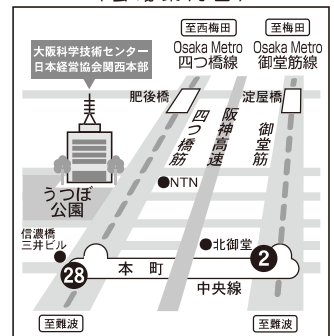 至西梅田
至梅田
Osaka Metro
四つ橋線
Osaka Metro
御堂筋線
大阪科学技術センター
日本経営協会関西本部
肥後橋
淀屋橋
四つ橋筋
阪神高速
御堂筋
うつぼ
公園
●NTN
信濃橋
三井ビル
●北御堂
28
本町
2
中央線
至難波
至難波